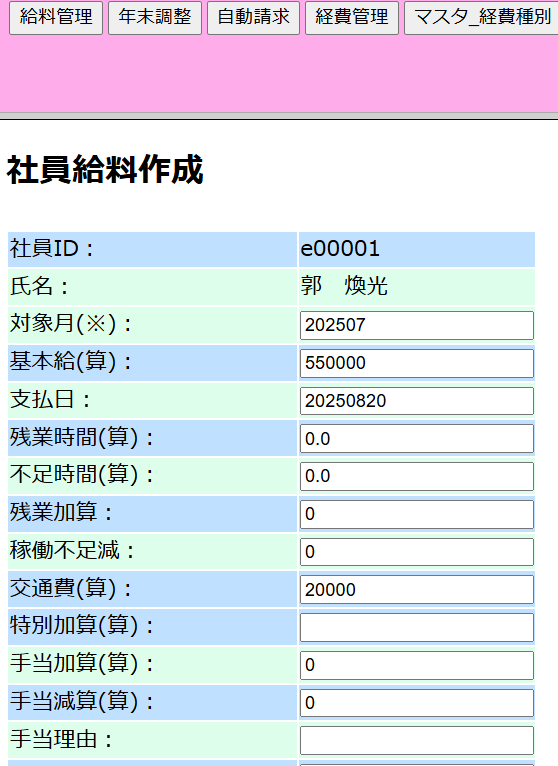 給料管理 年末調整 自動請求 経費管理 マスタ_経費種別
社員給料作成
社員ID： e00001
氏名： 郭　煥光
対象月(※)： 202507
基本給(算)： 550000
支払日： 20250820
残業時間(算)： 0.0
不足時間(算)： 0.0
残業加算： 0
稼働不足減： 0
交通費(算)： 20000
特別加算(算)：
手当加算(算)： 0
手当減算(算)： 0
手当理由：